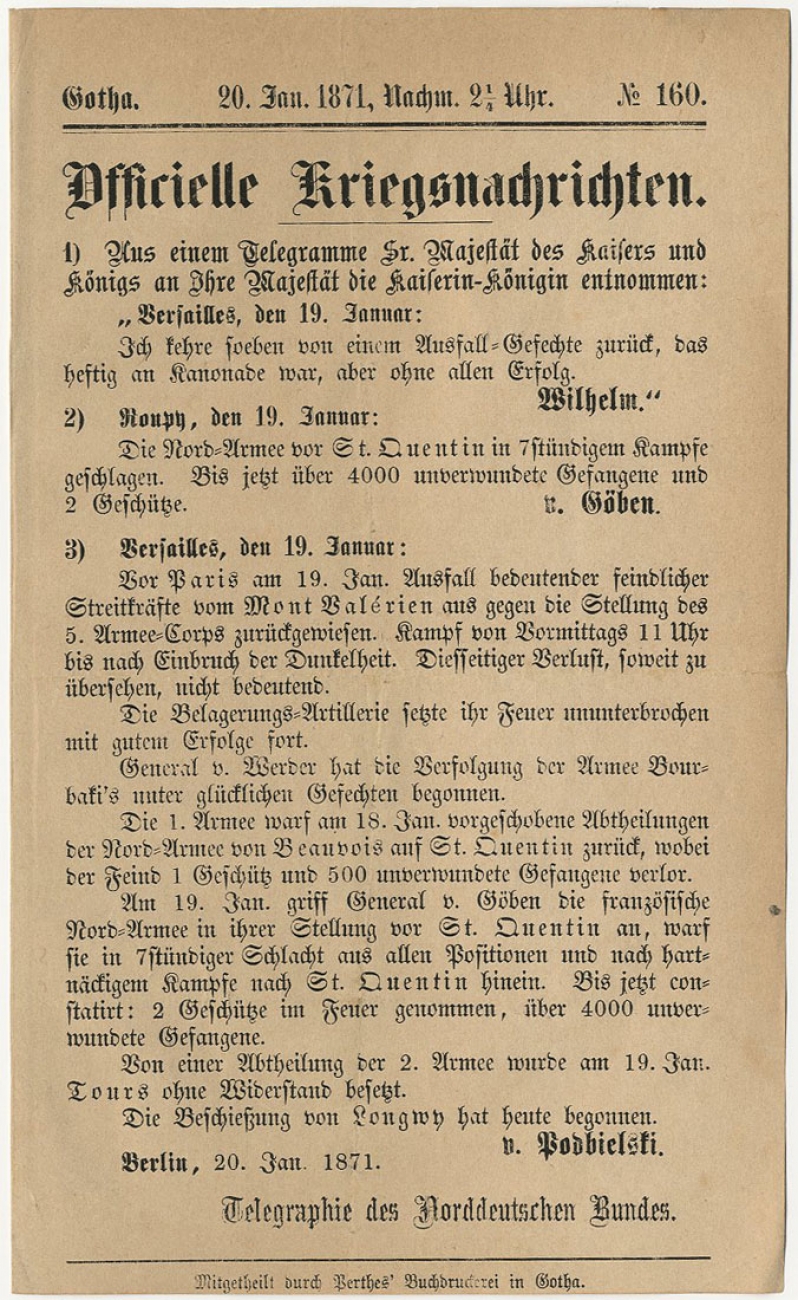 Gotha. 20. Jan. 1871, Nachm. 2¼ Uhr. № 160.
Officielle Kriegsnachrichten.
1) Aus einem Telegramme Sr. Majestät des Kaisers und
Königs an Ihre Majestät die Kaiserin-Königin entnommen:
„Versailles, den 19. Januar:
Ich kehre soeben von einem Ausfall-Gefechte zurück, das
heftig an Kanonade war, aber ohne allen Erfolg.
Wilhelm.“
2) Roupy, den 19. Januar:
Die Nord-Armee vor St. Quentin in 7stündigem Kampfe
geschlagen. Bis jetzt über 4000 unverwundete Gefangene und
2 Geschütze. v. Göben.
3) Versailles, den 19. Januar:
Vor Paris am 19. Jan. Ausfall bedeutender feindlicher
Streitkräfte vom Mont Valérien aus gegen die Stellung des
5. Armee-Corps zurückgewiesen. Kampf von Vormittags 11 Uhr
bis nach Einbruch der Dunkelheit. Diesseitiger Verlust, soweit zu
übersehen, nicht bedeutend.
Die Belagerungs-Artillerie setzte ihr Feuer ununterbrochen
mit gutem Erfolge fort.
General v. Werder hat die Verfolgung der Armee Bour-
baki's unter glücklichen Gefechten begonnen.
Die 1. Armee warf am 18. Jan. vorgeschobene Abtheilungen
der Nord-Armee von Beauvois auf St. Quentin zurück, wobei
der Feind 1 Geschütz und 500 unverwundete Gefangene verlor.
Am 19. Jan. griff General v. Göben die französische
Nord-Armee in ihrer Stellung vor St. Quentin an, warf
sie in 7stündiger Schlacht aus allen Positionen und nach hart-
näckigem Kampfe nach St. Quentin hinein. Bis jetzt con-
statirt: 2 Geschütze im Feuer genommen, über 4000 unver-
wundete Gefangene.
Von einer Abtheilung der 2. Armee wurde am 19. Jan.
Tours ohne Widerstand besetzt.
Die Beschießung von Longwy hat heute begonnen.
v. Podbielski.
Berlin, 20. Jan. 1871.
Telegraphie des Norddeutschen Bundes.
Mitgetheilt durch Perthes' Buchdruckerei in Gotha.